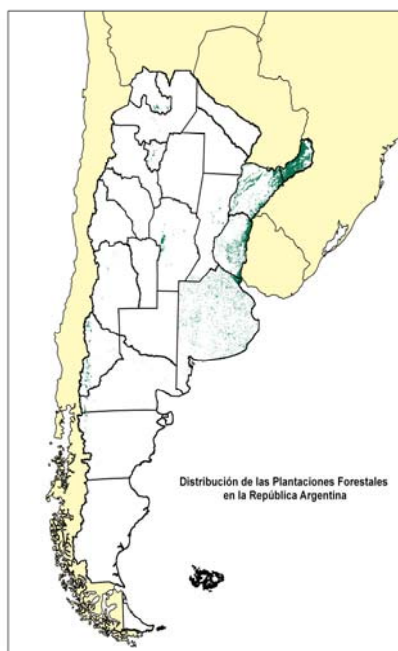 Distribución de las Plantaciones Forestales
en la República Argentina